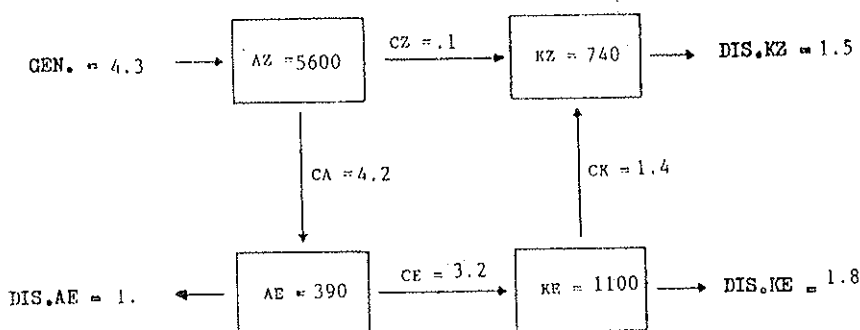 GEN. = 4.3
AZ = 5600
CZ = .1
KZ = 740
DIS.KZ = 1.5
CA = 4.2
CK = 1.4
DIS.AE = 1.
AE = 390
CE = 3.2
KE = 1100
DIS.KE = 1.8